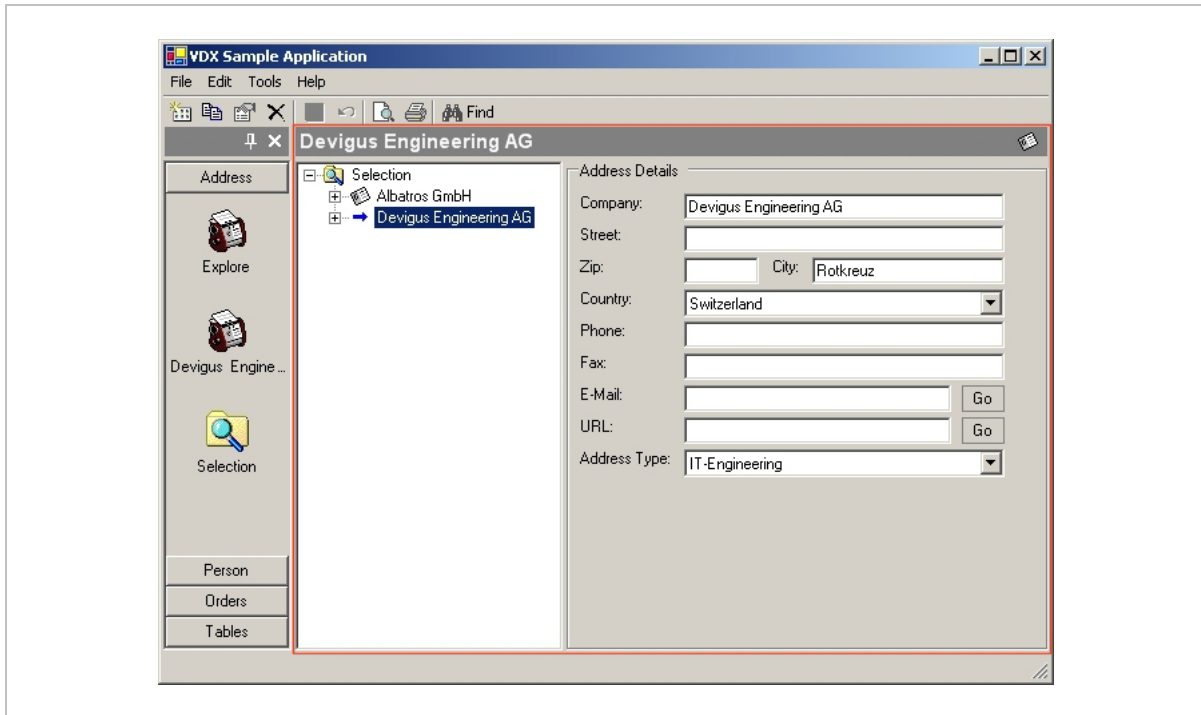 VDX Sample Application
File Edit Tools Help
Find
Devigus Engineering AG
Address
Explore
Devigus Engine...
Selection
Person
Orders
Tables
Selection
Albatros GmbH
Devigus Engineering AG
Address Details
Company: Devigus Engineering AG
Street:
Zip: City: Rotkreuz
Country: Switzerland
Phone:
Fax:
E-Mail: Go
URL: Go
Address Type: IT-Engineering